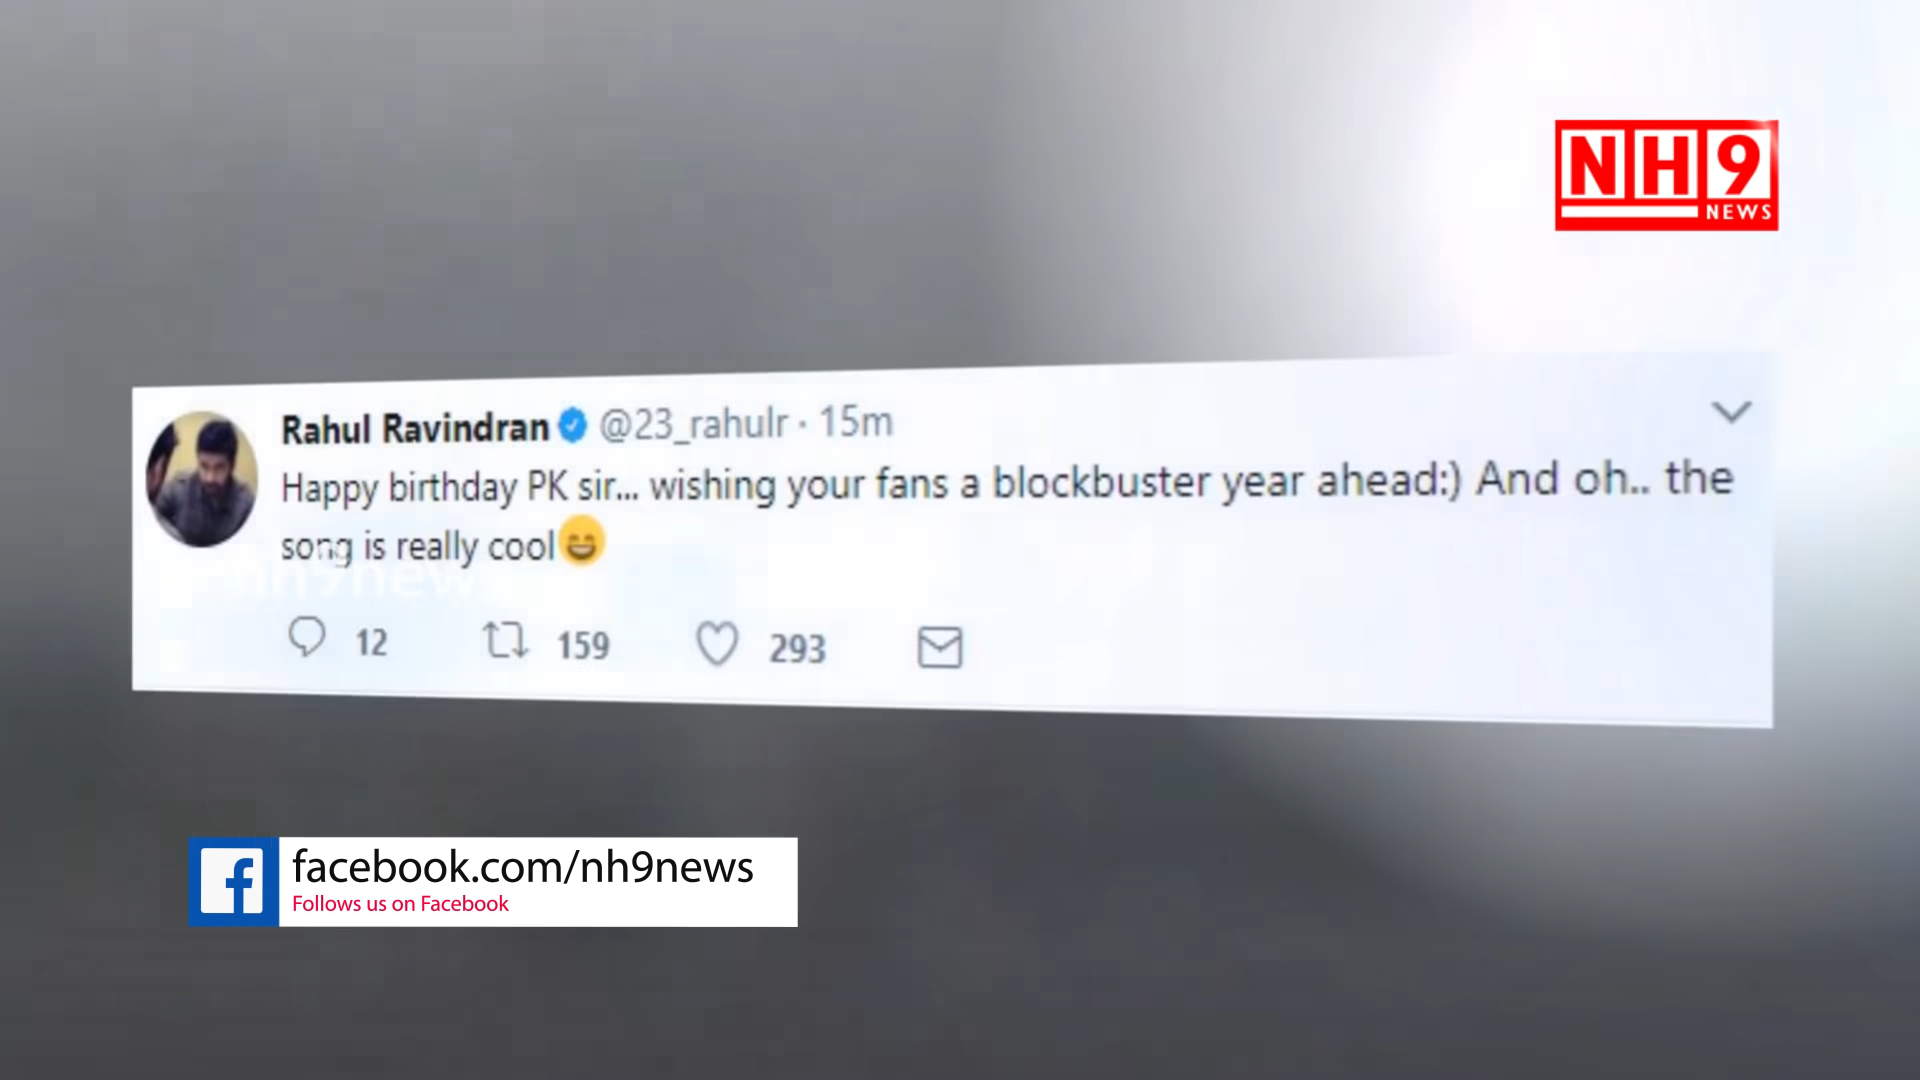 NH9
NEWS
Rahul Ravindran @23_rahulr · 15m
Happy birthday PK sir... wishing your fans a blockbuster year ahead:) And oh.. the
song is really cool😄
nh9news
12 159 293
facebook.com/nh9news
Follows us on Facebook